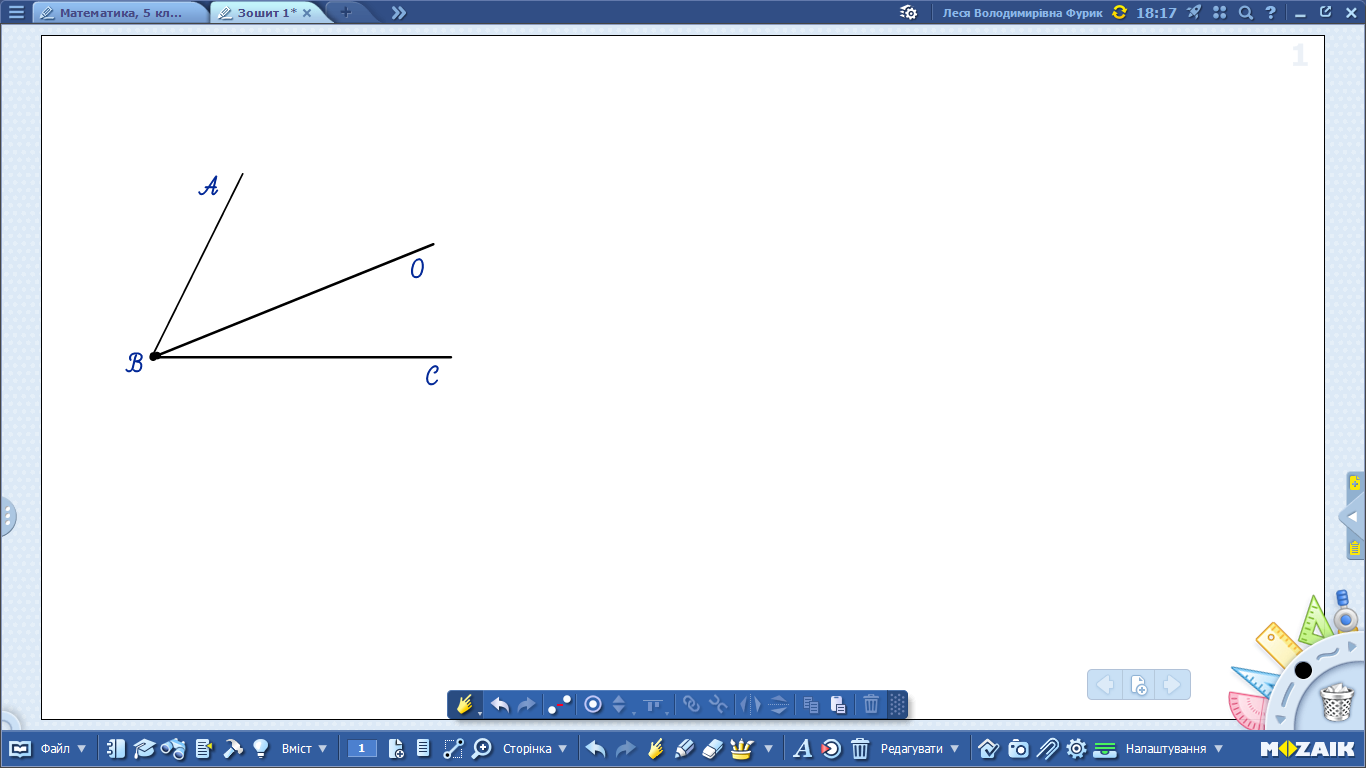 Математика, 5 кл...
Зошит 1*
Леся Володимирівна Фурик
18:17
1
A
O
B
C
Файл
Вміст
1
Сторінка
A
Редагувати
Налаштування
MOZAIK